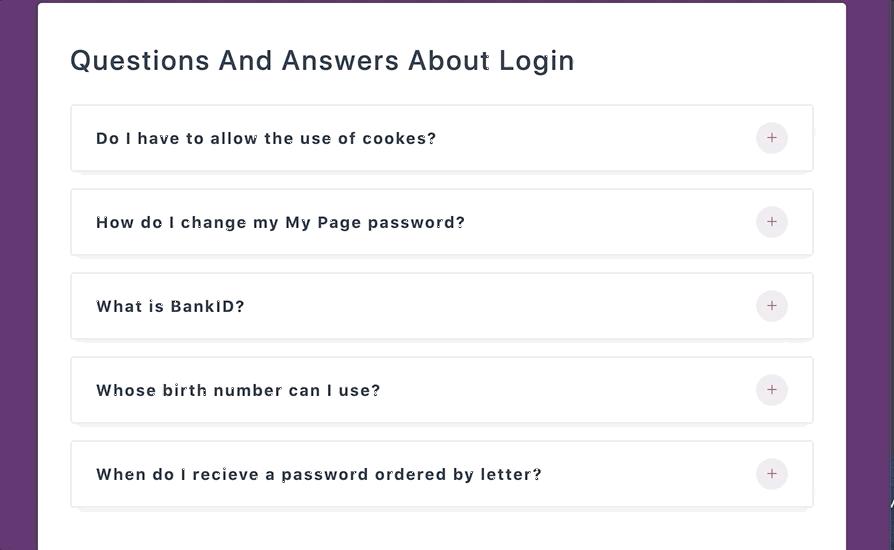 Questions And Answers About Login
Do I have to allow the use of cookes?
How do I change my My Page password?
What is BankID?
Whose birth number can I use?
When do I recieve a password ordered by letter?